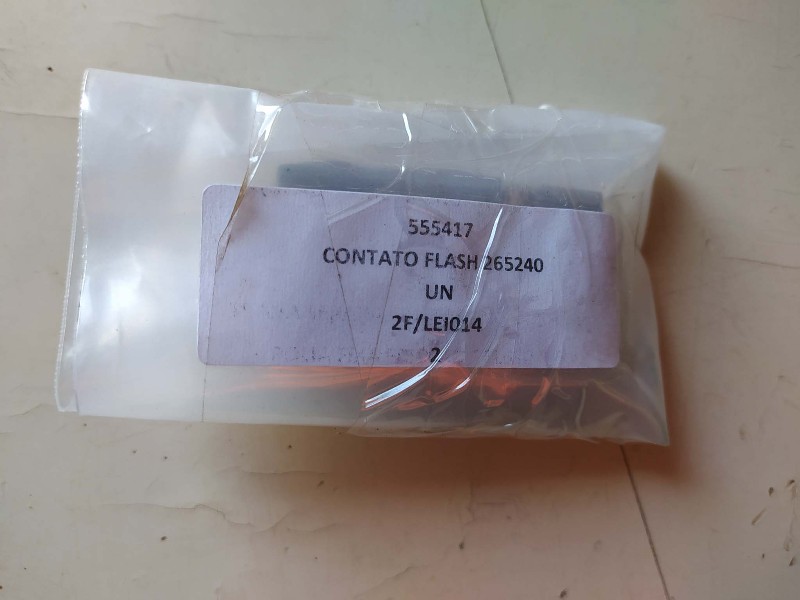 555417
CONTATO FLASH 265240
UN
2F/LEI014
2